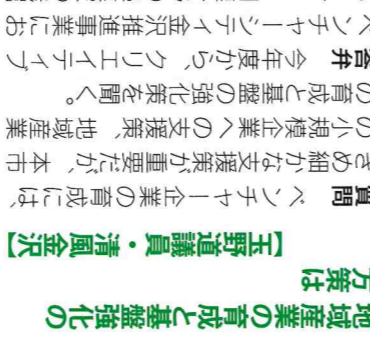 地域産業の育成と基盤強化の
方策は
【玉野道議員・清風金沢】
質問　ベンチャー企業の育成には、
きめ細かな支援策が重要だが、本市
の小規模企業への支援策、地域産業
の育成と基盤の強化策を聞く。
答弁　今年度から、クリエイティブ
ベンチャーシティ金沢推進事業にお